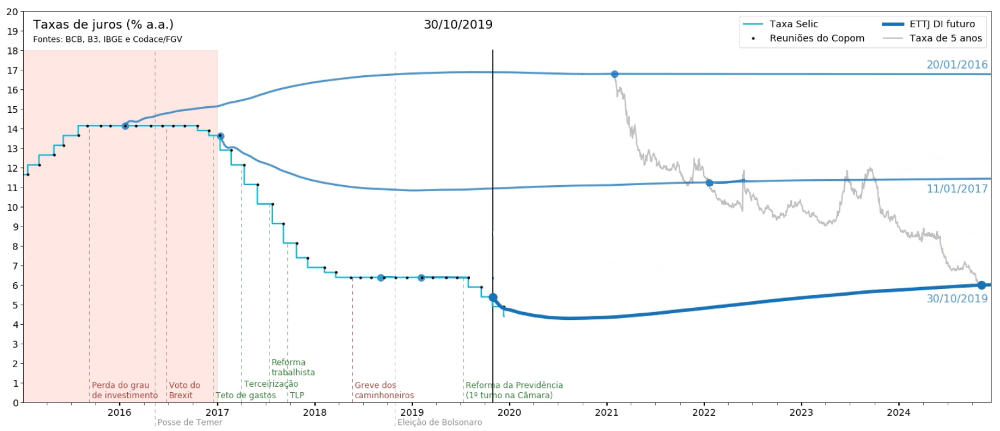 Taxas de juros (% a.a.)
Fontes: BCB, B3, IBGE e Codace/FGV
30/10/2019
Taxa Selic
Reuniões do Copom
ETTJ DI futuro
Taxa de 5 anos
20
19
18
17
16
15
14
13
12
11
10
9
8
7
6
5
4
3
2
1
0
20/01/2016
11/01/2017
30/10/2019
Perda do grau
de investimento
Voto do
Brexit
Teto de gastos
Terceirização
Reforma
trabalhista
TLP
Greve dos
caminhoneiros
Reforma da Previdência
(1º turno na Câmara)
2016
2017
2018
2019
2020
2021
2022
2023
2024
Posse de Temer
Eleição de Bolsonaro